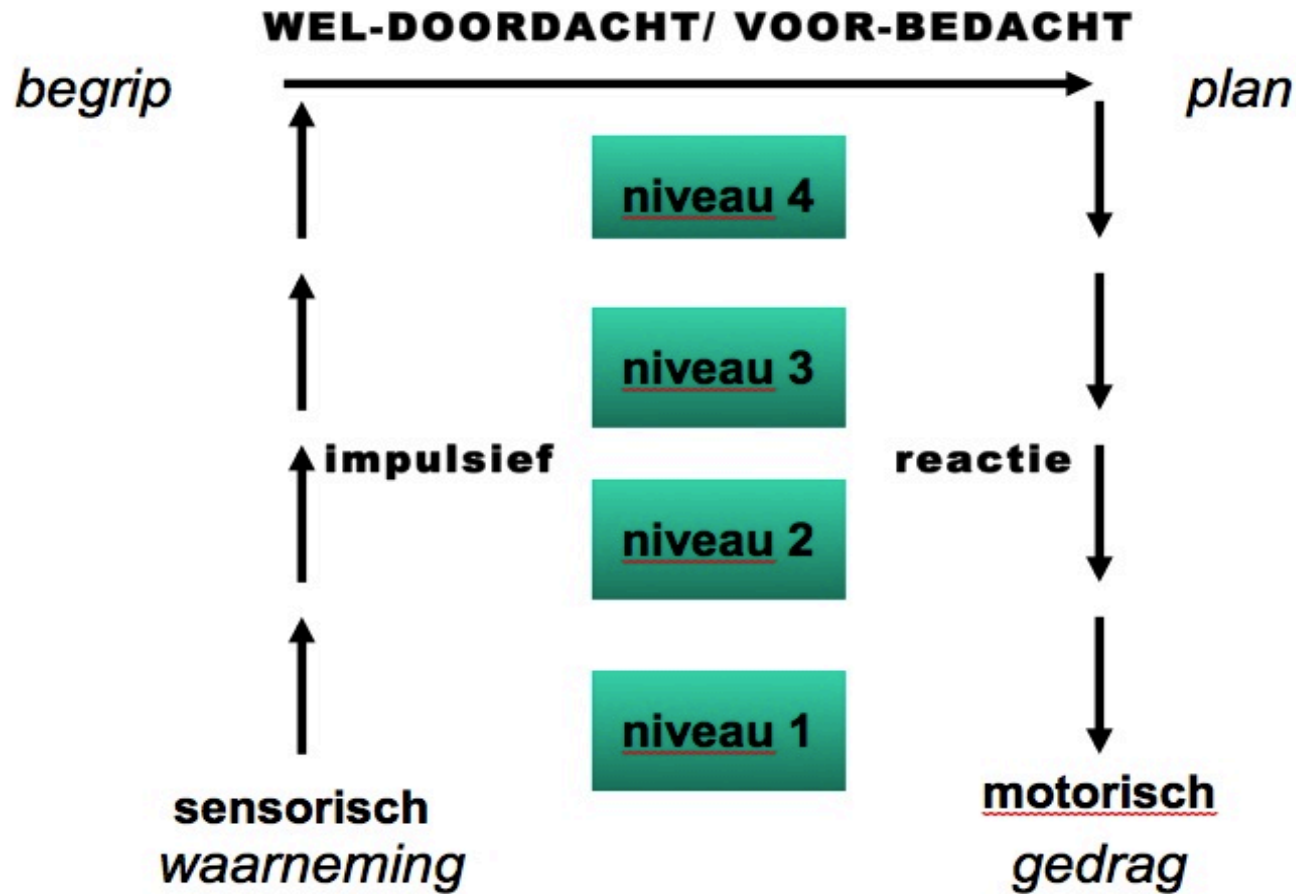 WEL-DOORDACHT/ VOOR-BEDACHT
begrip
plan
niveau 4
niveau 3
impulsief
reactie
niveau 2
niveau 1
sensorisch
waarneming
motorisch
gedrag